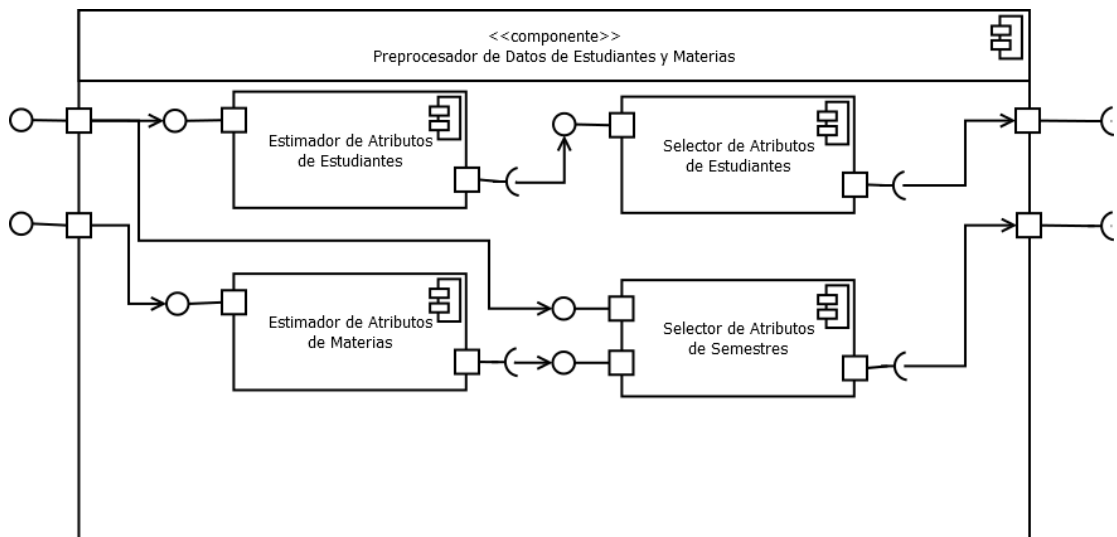 <<componente>>
Preprocesador de Datos de Estudiantes y Materias
Estimador de Atributos
de Estudiantes
Selector de Atributos
de Estudiantes
Estimador de Atributos
de Materias
Selector de Atributos
de Semestres